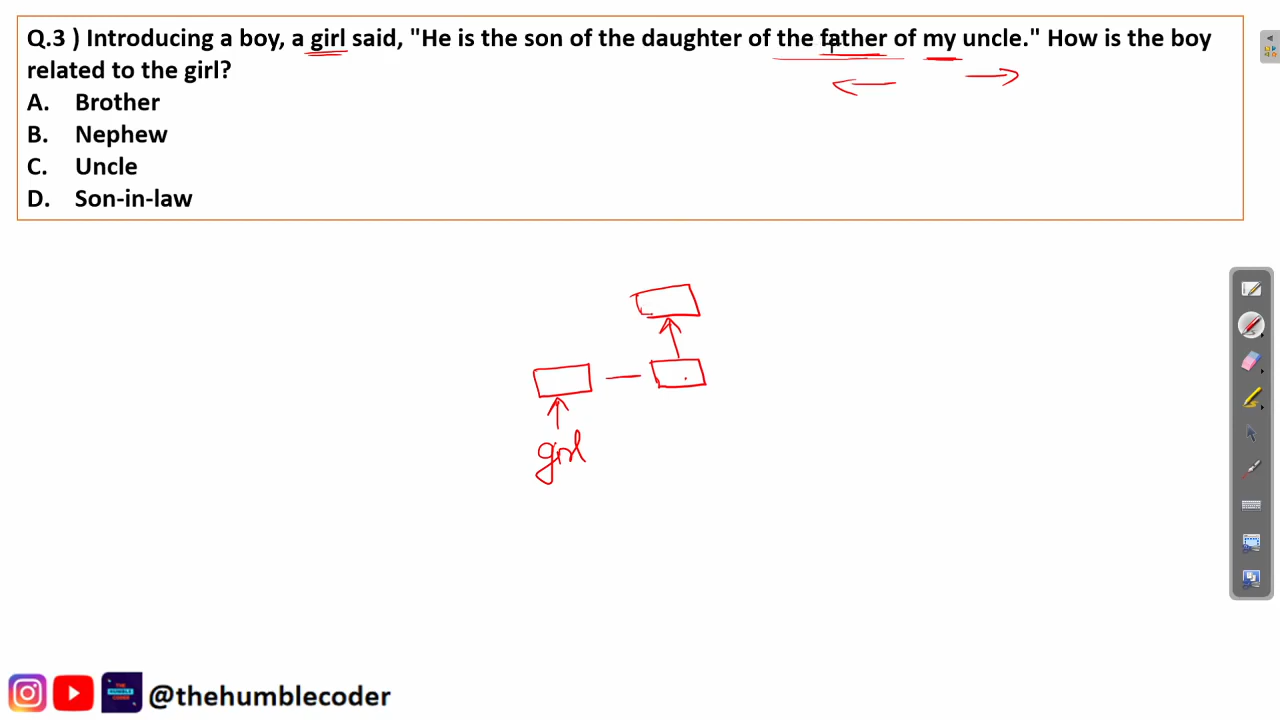 Q.3 ) Introducing a boy, a girl said, "He is the son of the daughter of the father of my uncle." How is the boy
related to the girl?
A. Brother
B. Nephew
C. Uncle
D. Son-in-law
girl
@thehumblecoder